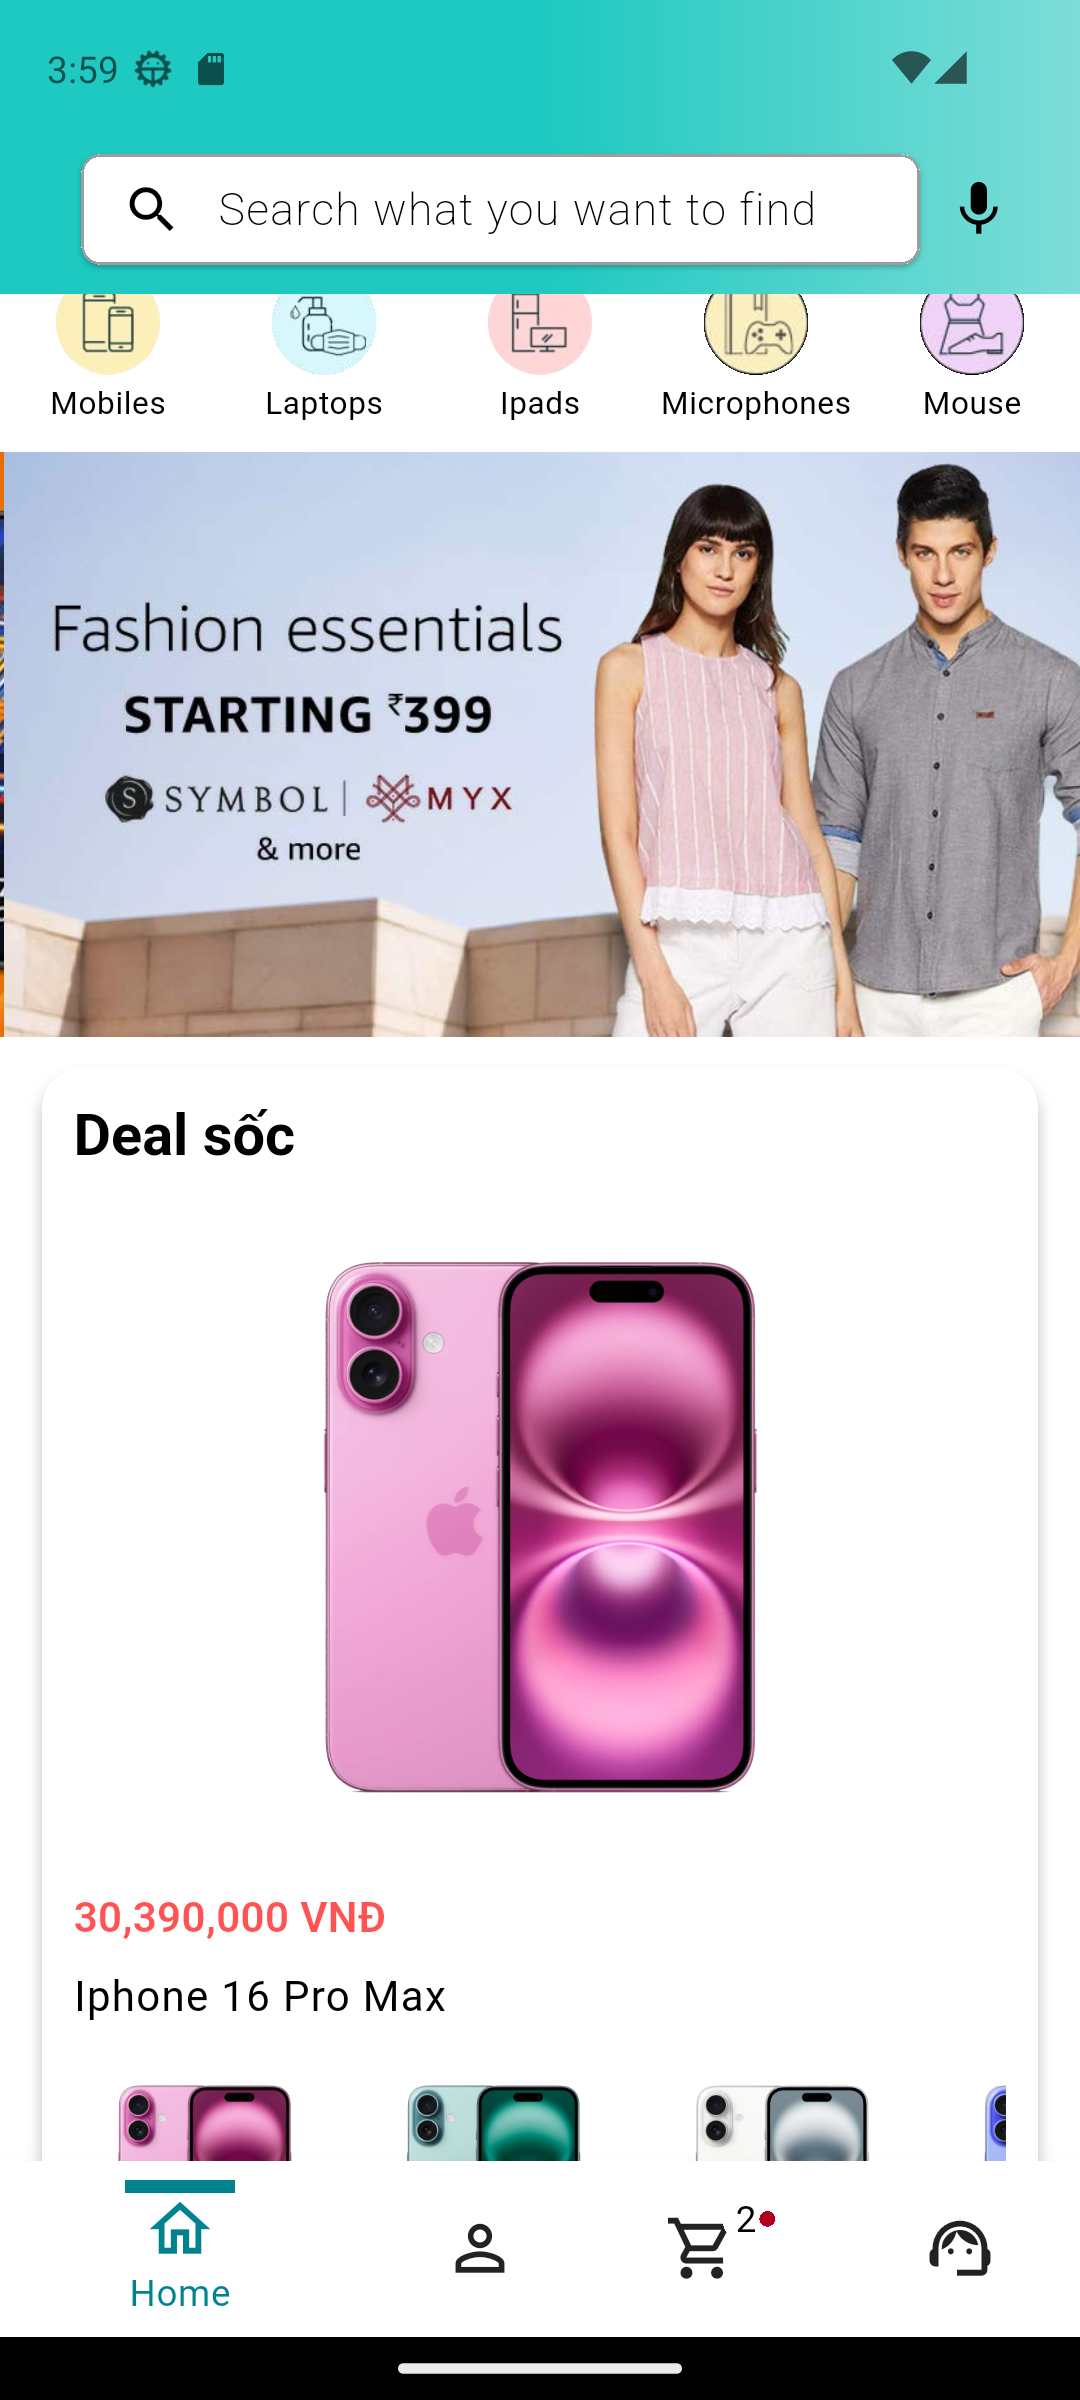 3:59
Search what you want to find
Mobiles
Laptops
Ipads
Microphones
Mouse
Fashion essentials
STARTING ₹399
S SYMBOL | MYX
& more
Deal sốc
30,390,000 VNĐ
Iphone 16 Pro Max
2
Home